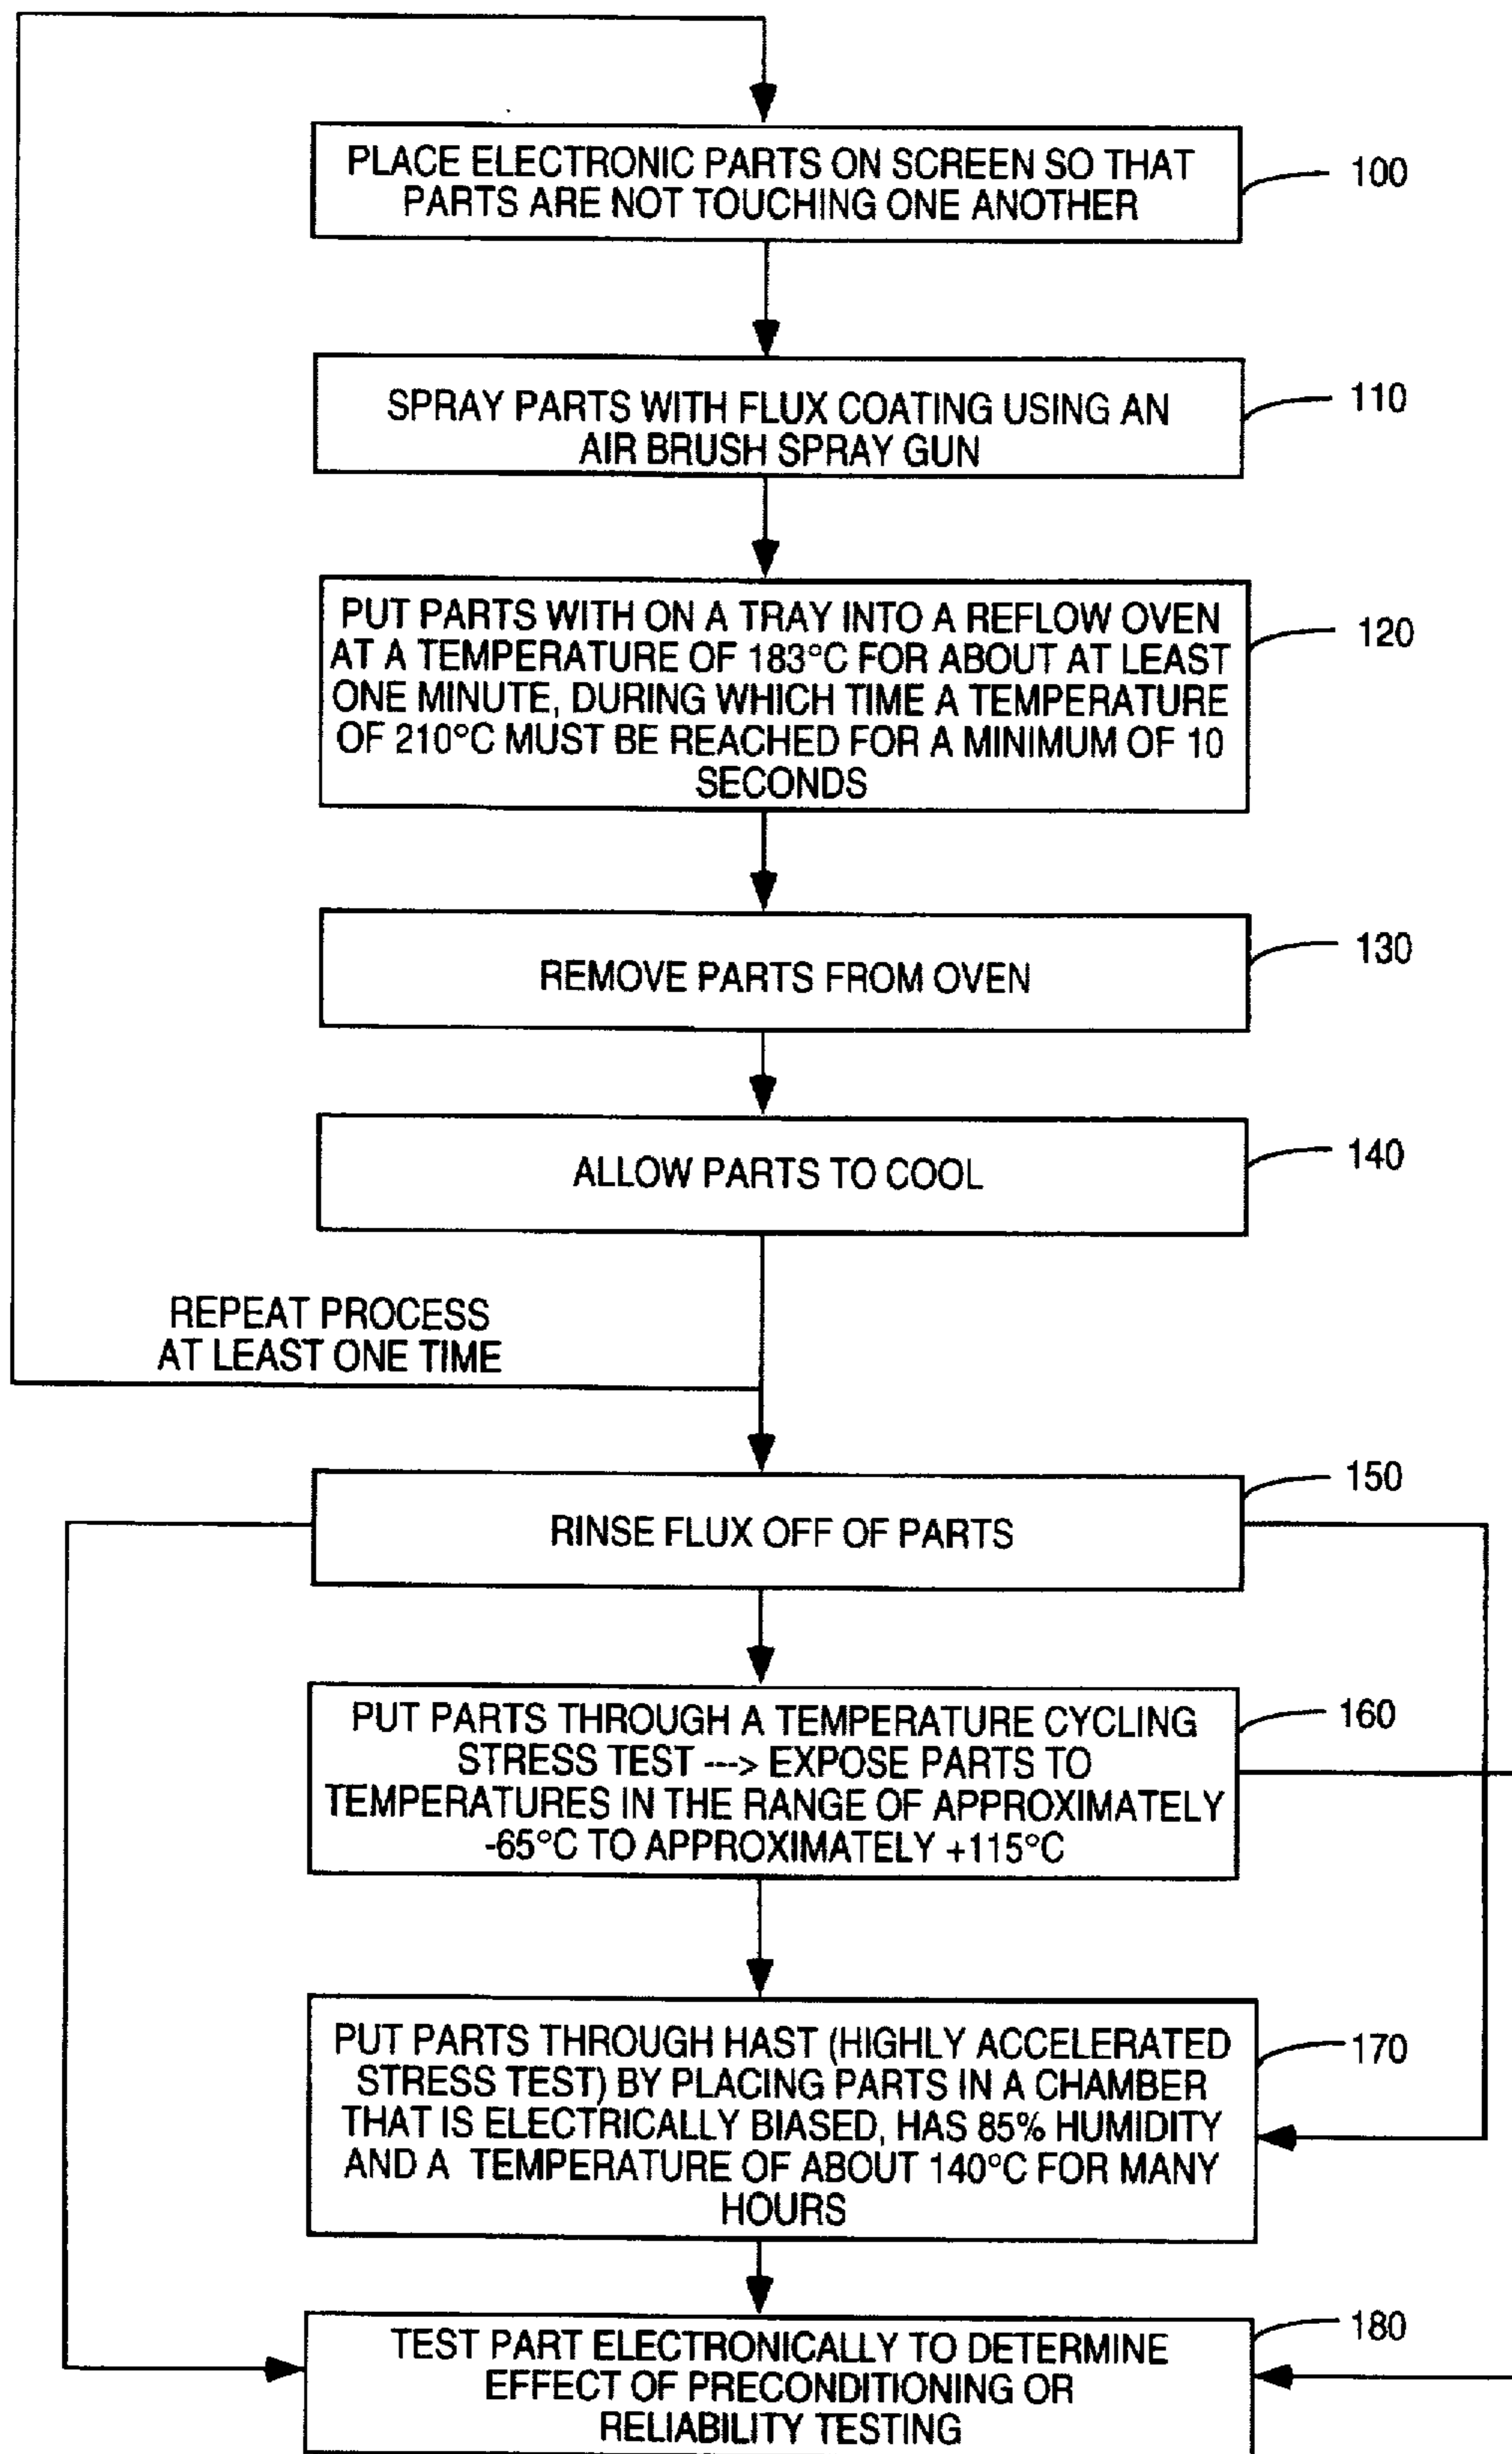 PLACE ELECTRONIC PARTS ON SCREEN SO THAT
PARTS ARE NOT TOUCHING ONE ANOTHER
100
SPRAY PARTS WITH FLUX COATING USING AN
AIR BRUSH SPRAY GUN
110
PUT PARTS WITH ON A TRAY INTO A REFLOW OVEN
AT A TEMPERATURE OF 183°C FOR ABOUT AT LEAST
ONE MINUTE, DURING WHICH TIME A TEMPERATURE
OF 210°C MUST BE REACHED FOR A MINIMUM OF 10
SECONDS
120
REMOVE PARTS FROM OVEN
130
ALLOW PARTS TO COOL
140
REPEAT PROCESS
AT LEAST ONE TIME
RINSE FLUX OFF OF PARTS
150
PUT PARTS THROUGH A TEMPERATURE CYCLING
STRESS TEST ---> EXPOSE PARTS TO
TEMPERATURES IN THE RANGE OF APPROXIMATELY
-65°C TO APPROXIMATELY +115°C
160
PUT PARTS THROUGH HAST (HIGHLY ACCELERATED
STRESS TEST) BY PLACING PARTS IN A CHAMBER
THAT IS ELECTRICALLY BIASED, HAS 85% HUMIDITY
AND A TEMPERATURE OF ABOUT 140°C FOR MANY
HOURS
170
TEST PART ELECTRONICALLY TO DETERMINE
EFFECT OF PRECONDITIONING OR
RELIABILITY TESTING
180